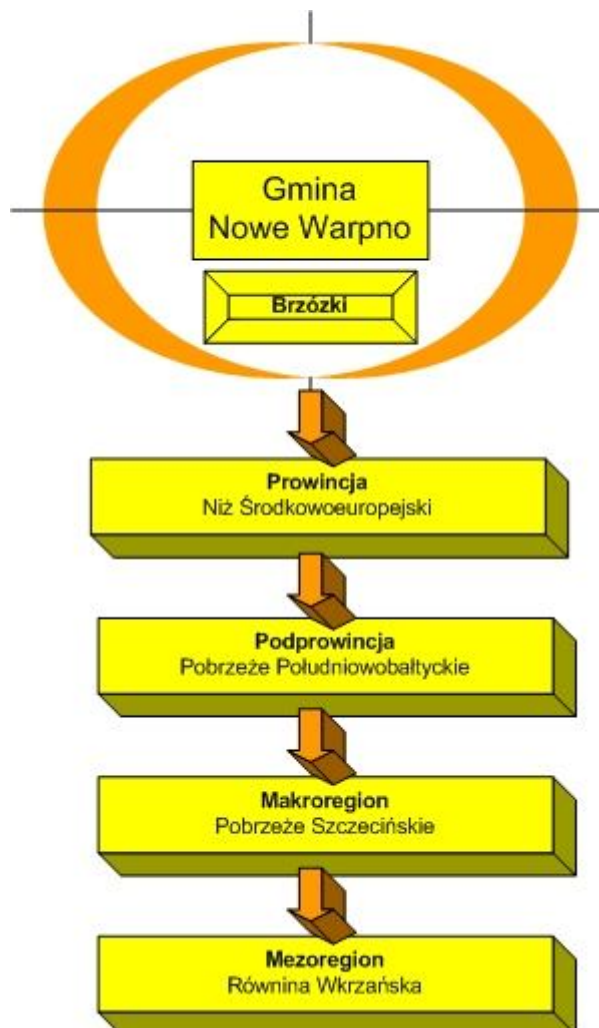 Gmina
Nowe Warpno
Brzózki
Prowincja
Niż Środkowoeuropejski
Podprowincja
Pobrzeże Południowobałtyckie
Makroregion
Pobrzeże Szczecińskie
Mezoregion
Równina Wkrzańska